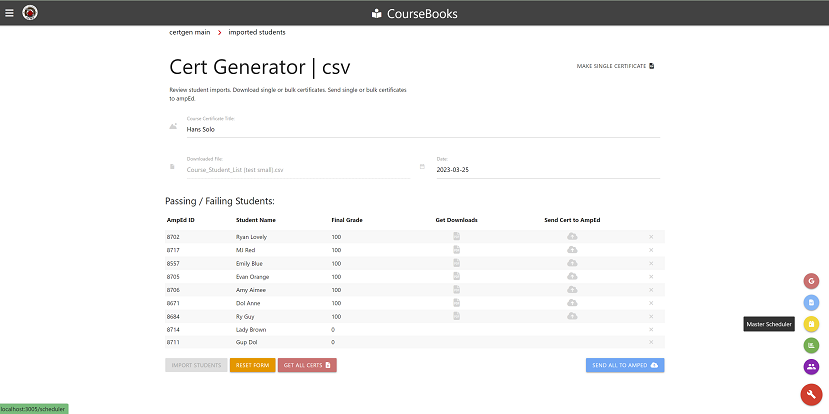 CourseBooks
certgen main > imported students
Cert Generator | csv
MAKE SINGLE CERTIFICATE
Review student imports. Download single or bulk certificates. Send single or bulk certificates
to ampEd.
Course Certificate Title:
Hans Solo
Downloaded File: Date:
Course_Student_List (test small).csv 2023-03-25
Passing / Failing Students:
AmpEd ID Student Name Final Grade Get Downloads Send Cert to AmpEd
8702 Ryan Lovely 100 ×
8717 MJ Red 100 ×
8557 Emily Blue 100 ×
8705 Evan Orange 100 ×
8706 Amy Aimee 100 ×
8671 Dol Anne 100 ×
8684 Ry Guy 100 ×
8714 Lady Brown 0 ×
8711 Gup Dol 0 ×
Master Scheduler
IMPORT STUDENTS RESET FORM GET ALL CERTS SEND ALL TO AMPED
localhost:3005/scheduler